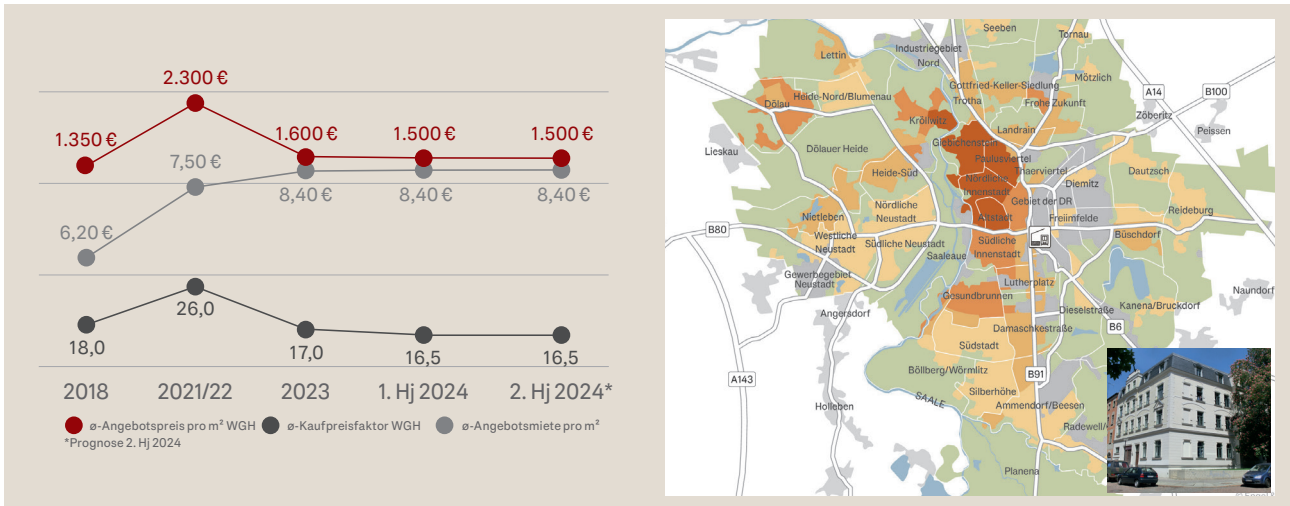 2.300 €
1.350 €
1.600 €
1.500 €
1.500 €
7,50 €
8,40 €
8,40 €
8,40 €
6,20 €
26,0
18,0
17,0
16,5
16,5
2018
2021/22
2023
1. Hj 2024
2. Hj 2024*
ø-Angebotspreis pro m² WGH
ø-Kaufpreisfaktor WGH
ø-Angebotsmiete pro m²
*Prognose 2. Hj 2024
Seeben
Tornau
Industriegebiet
Nord
Lettin
Mötzlich
Gottfried-Keller-Siedlung
A14
B100
Heide-Nord/Blumenau
Trotha
Frohe Zukunft
Dölau
Zöberitz
Kröllwitz
Peissen
Landrain
Giebichenstein
Dölauer Heide
Lieskau
Paulusviertel
Thaerviertel
Dautzsch
Heide-Süd
Nördliche
Innenstadt
Diemitz
Gebiet der DR
Nördliche
Neustadt
Reideburg
Nietleben
Altstadt
Freiimfelde
B80
Westliche
Neustadt
Südliche Neustadt
Südliche
Innenstadt
Büschdorf
Saaleaue
Gewerbegebiet
Neustadt
Lutherplatz
Naundorf
Gesundbrunnen
Kanena/Bruckdorf
Dieselstraße
Angersdorf
B6
Damaschkestraße
Südstadt
Böllberg/Wörmlitz
B91
A143
Silberhöhe
SAALE
Ammendorf/Beesen
Holleben
Radewell/
Planena